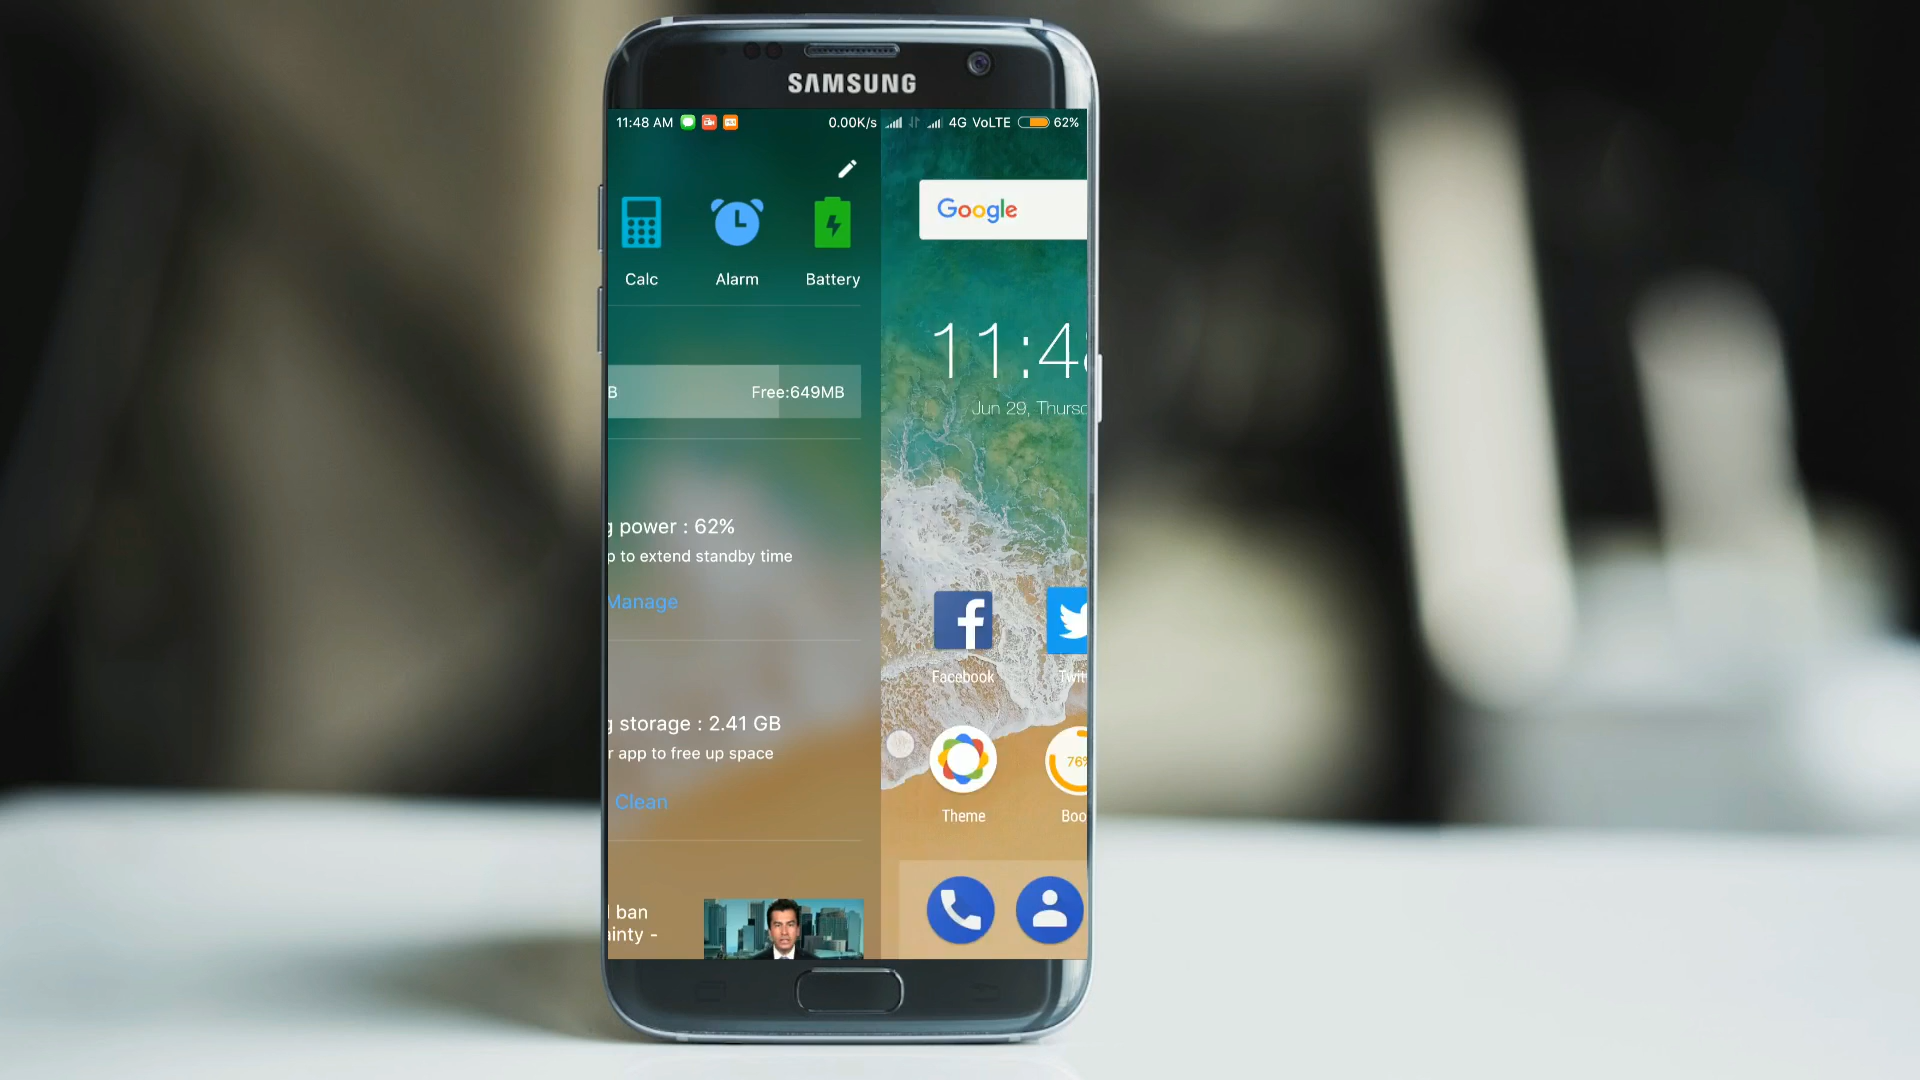 SAMSUNG
11:48 AM
0.00K/s 4G VoLTE 62%
Calc
Alarm
Battery
B
Free:649MB
g power : 62%
p to extend standby time
Manage
g storage : 2.41 GB
r app to free up space
Clean
ban
ainty -
Google
11:48
Jun 29, Thursd
Facebook
Twit
76%
Theme
Boo